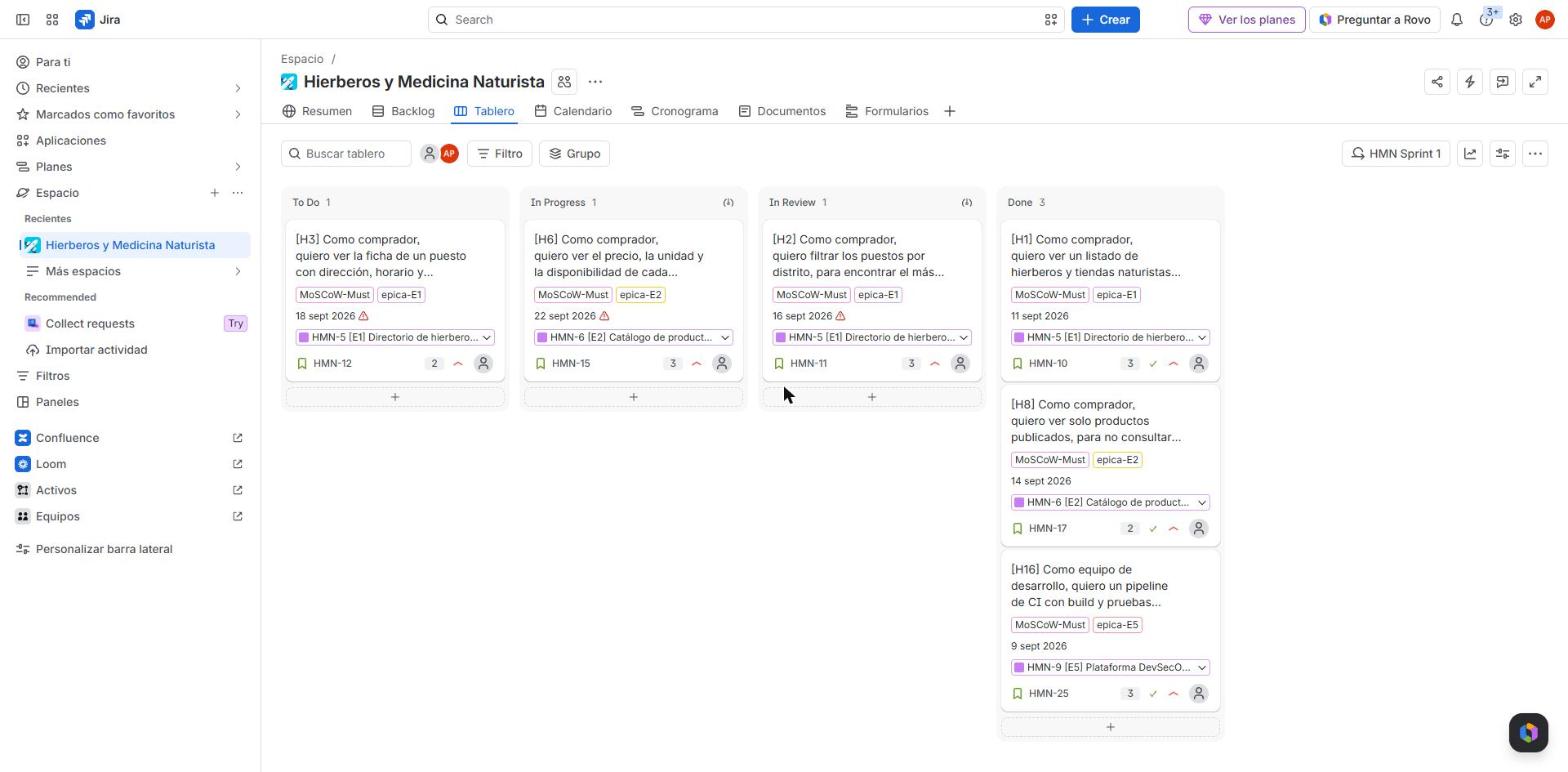 Jira
Search
Crear
Ver los planes
Preguntar a Rovo
3+
AP
Para ti
Recientes
Marcados como favoritos
Aplicaciones
Planes
Espacio
Recientes
Hierberos y Medicina Naturista
Más espacios
Recommended
Collect requests
Try
Importar actividad
Filtros
Paneles
Confluence
Loom
Activos
Equipos
Personalizar barra lateral
Espacio /
Hierberos y Medicina Naturista
Resumen
Backlog
Tablero
Calendario
Cronograma
Documentos
Formularios
Buscar tablero
AP
Filtro
Grupo
HMN Sprint 1
To Do 1
[H3] Como comprador,
quiero ver la ficha de un puesto
con dirección, horario y...
MoSCoW-Must epica-E1
18 sept 2026
HMN-5 [E1] Directorio de hierbero...
HMN-12 2
In Progress 1
[H6] Como comprador,
quiero ver el precio, la unidad y
la disponibilidad de cada...
MoSCoW-Must epica-E2
22 sept 2026
HMN-6 [E2] Catálogo de product...
HMN-15 3
In Review 1
[H2] Como comprador,
quiero filtrar los puestos por
distrito, para encontrar el más...
MoSCoW-Must epica-E1
16 sept 2026
HMN-5 [E1] Directorio de hierbero...
HMN-11 3
Done 3
[H1] Como comprador,
quiero ver un listado de
hierberos y tiendas naturistas...
MoSCoW-Must epica-E1
11 sept 2026
HMN-5 [E1] Directorio de hierbero...
HMN-10 3
[H8] Como comprador,
quiero ver solo productos
publicados, para no consultar...
MoSCoW-Must epica-E2
14 sept 2026
HMN-6 [E2] Catálogo de product...
HMN-17 2
[H16] Como equipo de
desarrollo, quiero un pipeline
de CI con build y pruebas...
MoSCoW-Must epica-E5
9 sept 2026
HMN-9 [E5] Plataforma DevSecO...
HMN-25 3